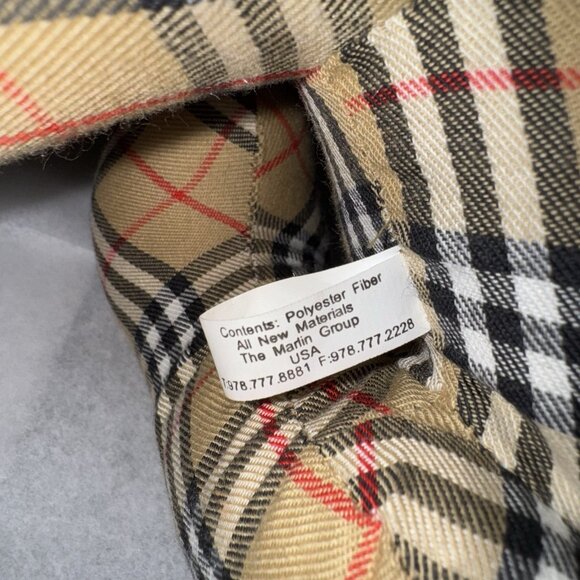 Contents: Polyester Fiber
All New Materials
The Marlin Group
USA
T:978.777.8881 F:978.777.2228